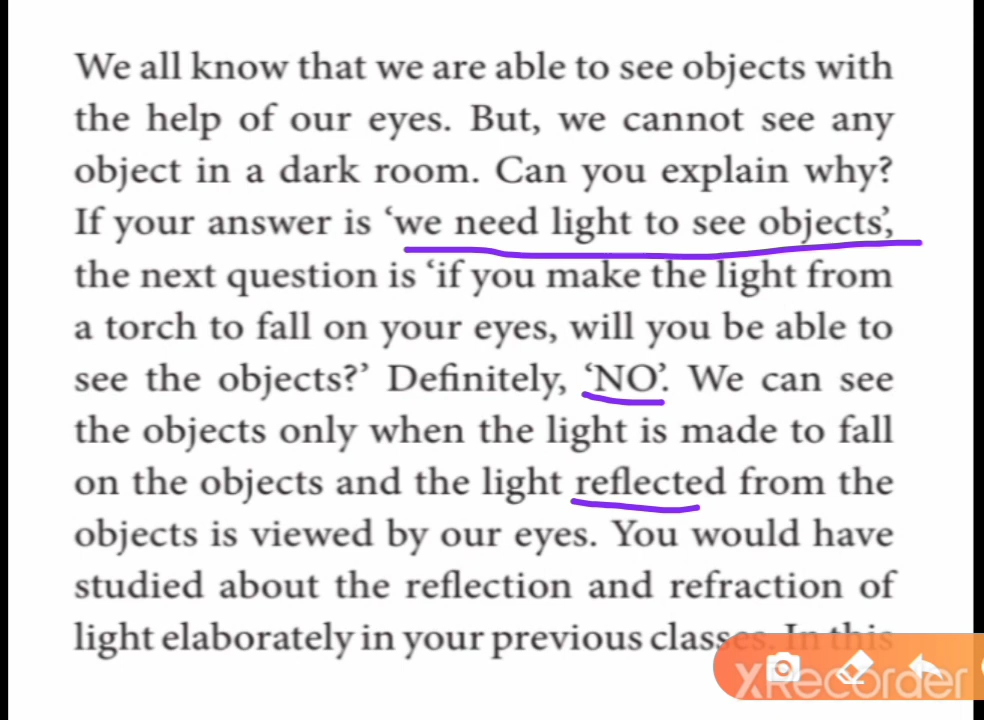 We all know that we are able to see objects with
the help of our eyes. But, we cannot see any
object in a dark room. Can you explain why?
If your answer is ‘we need light to see objects’,
the next question is ‘if you make the light from
a torch to fall on your eyes, will you be able to
see the objects?’ Definitely, ‘NO’. We can see
the objects only when the light is made to fall
on the objects and the light reflected from the
objects is viewed by our eyes. You would have
studied about the reflection and refraction of
light elaborately in your previous classes. In this
XRecorder